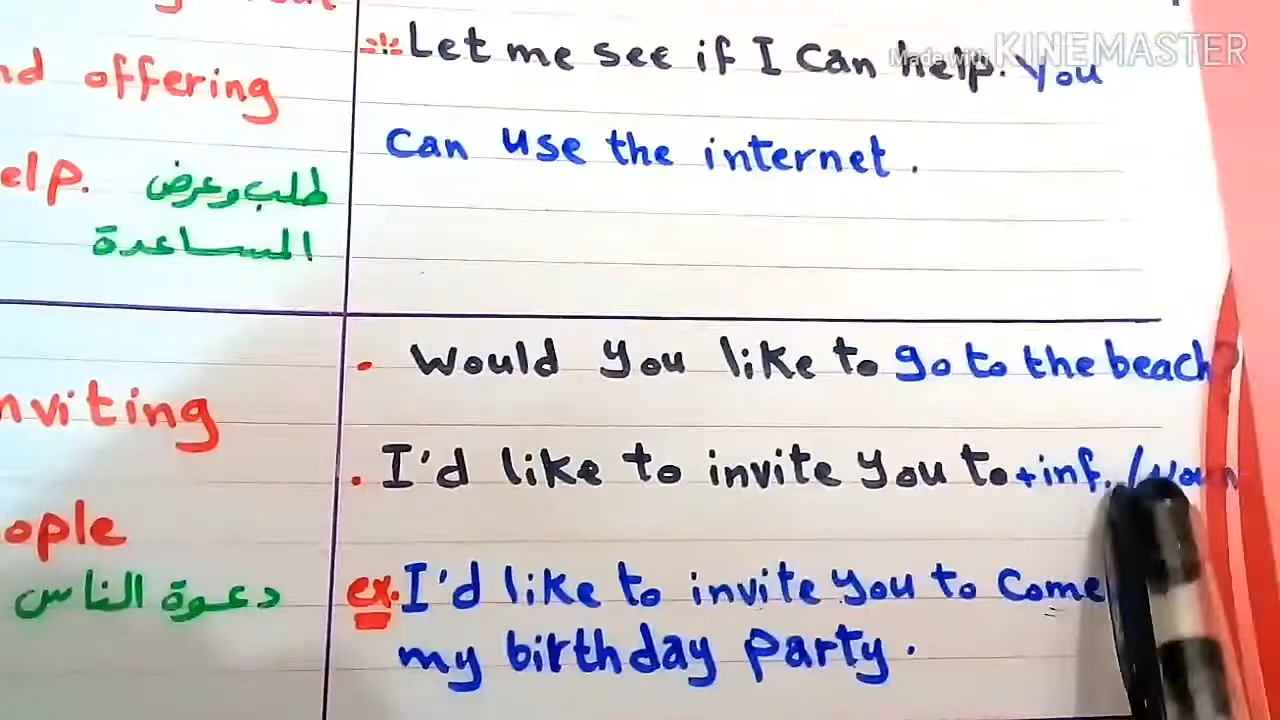 nd offering
elp. طلب وعرض
المساعدة
Let me see if I Can help. You
can use the internet.
Made with KINEMASTER
nviting
ople
دعوة الناس
. Would you like to go to the beach
. I'd like to invite you to +inf. /
ex. I'd like to invite you to Come
my birthday party.